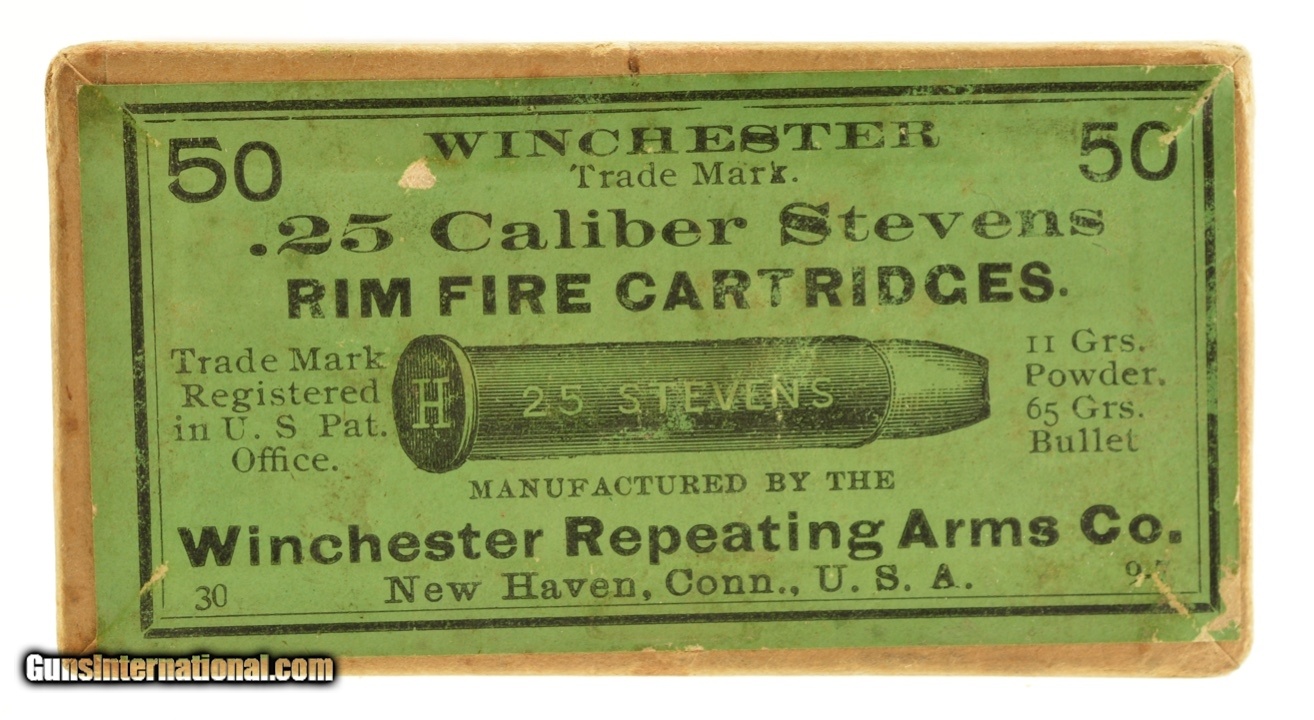 50 WINCHESTER 50
Trade Mark.
.25 Caliber Stevens
RIM FIRE CARTRIDGES.
Trade Mark
Registered
in U. S Pat.
Office.
H 25 STEVENS
11 Grs.
Powder.
65 Grs.
Bullet
MANUFACTURED BY THE
Winchester Repeating Arms Co.
New Haven, Conn., U. S. A.
30
GunsInternational.com